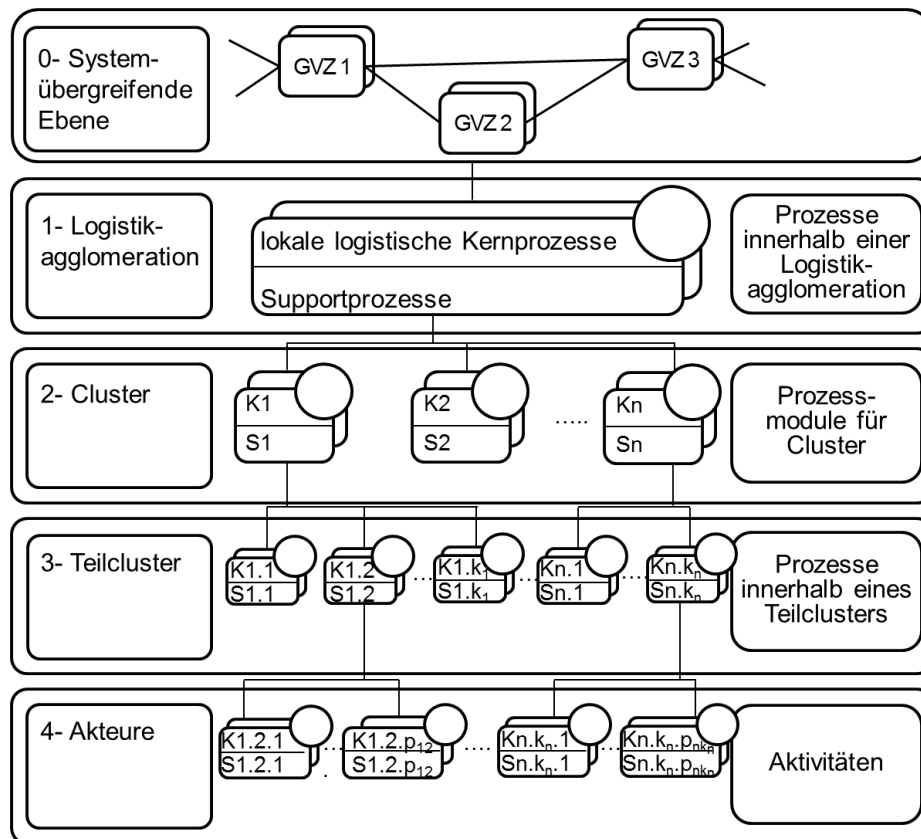 0- System-
übergreifende
Ebene
GVZ 1
GVZ 3
GVZ 2
1- Logistik-
agglomeration
lokale logistische Kernprozesse
Supportprozesse
Prozesse
innerhalb einer
Logistik-
agglomeration
2- Cluster
K1
S1
K2
S2
.....
Kn
Sn
Prozess-
module für
Cluster
3- Teilcluster
K1.1
S1.1
K1.2
S1.2
....
K1.k₁
S1.k₁
....
Kn.1
Sn.1
....
Kn.kₙ
Sn.kₙ
Prozesse
innerhalb eines
Teilclusters
4- Akteure
K1.2.1
S1.2.1
....
K1.2.p₁₂
S1.2.p₁₂
....
Kn.kₙ.1
Sn.kₙ.1
....
Kn.kₙ.pₙₖₙ
Sn.kₙ.pₙₖₙ
Aktivitäten